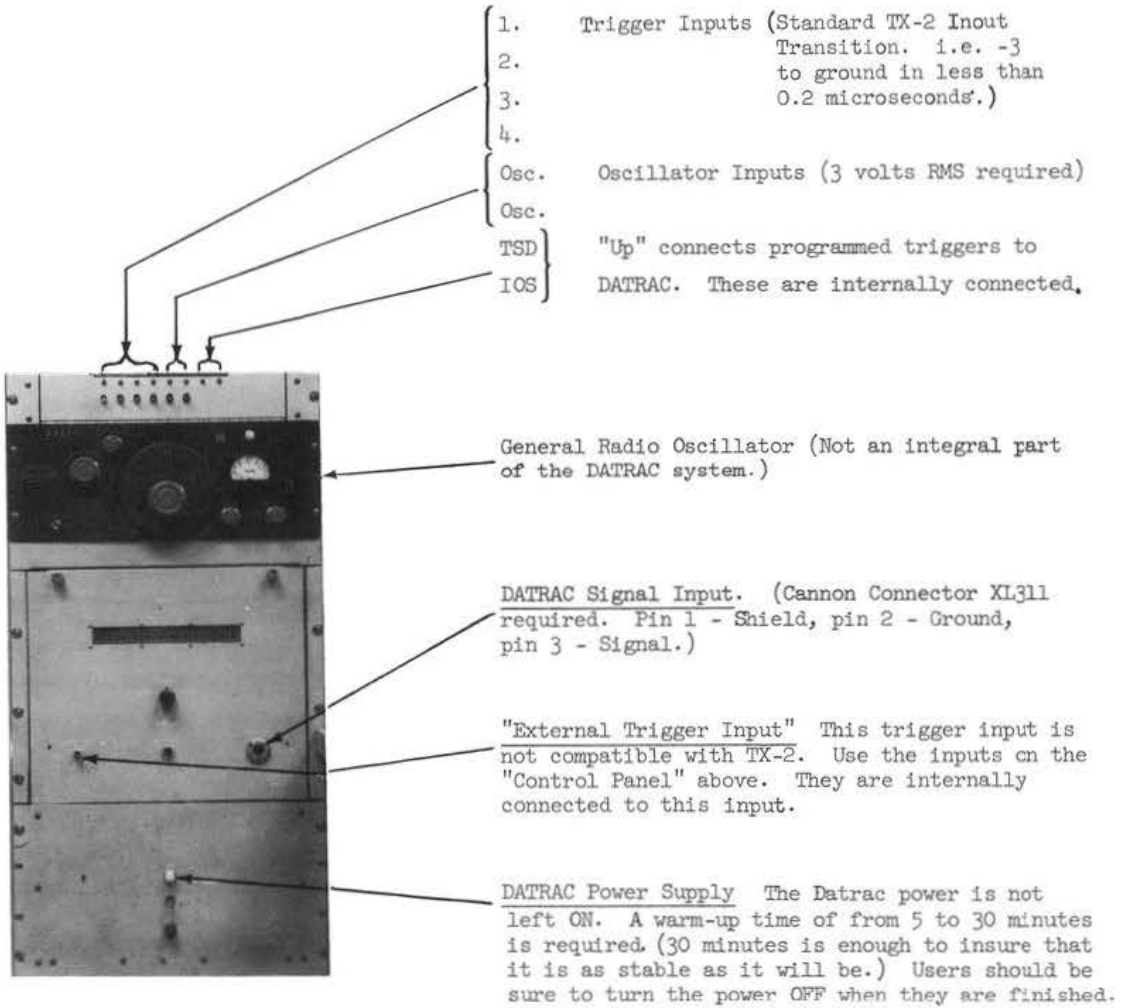 1. Trigger Inputs (Standard TX-2 Inout
Transition. i.e. -3
2.
to ground in less than
3. 0.2 microseconds.)
4.
Osc. Oscillator Inputs (3 volts RMS required)
Osc.
TSD "Up" connects programmed triggers to
IOS DATRAC. These are internally connected.
General Radio Oscillator (Not an integral part
of the DATRAC system.)
DATRAC Signal Input. (Cannon Connector XL311
required. Pin 1 - Shield, pin 2 - Ground,
pin 3 - Signal.)
"External Trigger Input" This trigger input is
not compatible with TX-2. Use the inputs on the
"Control Panel" above. They are internally
connected to this input.
DATRAC Power Supply The Datrac power is not
left ON. A warm-up time of from 5 to 30 minutes
is required. (30 minutes is enough to insure that
it is as stable as it will be.) Users should be
sure to turn the power OFF when they are finished.